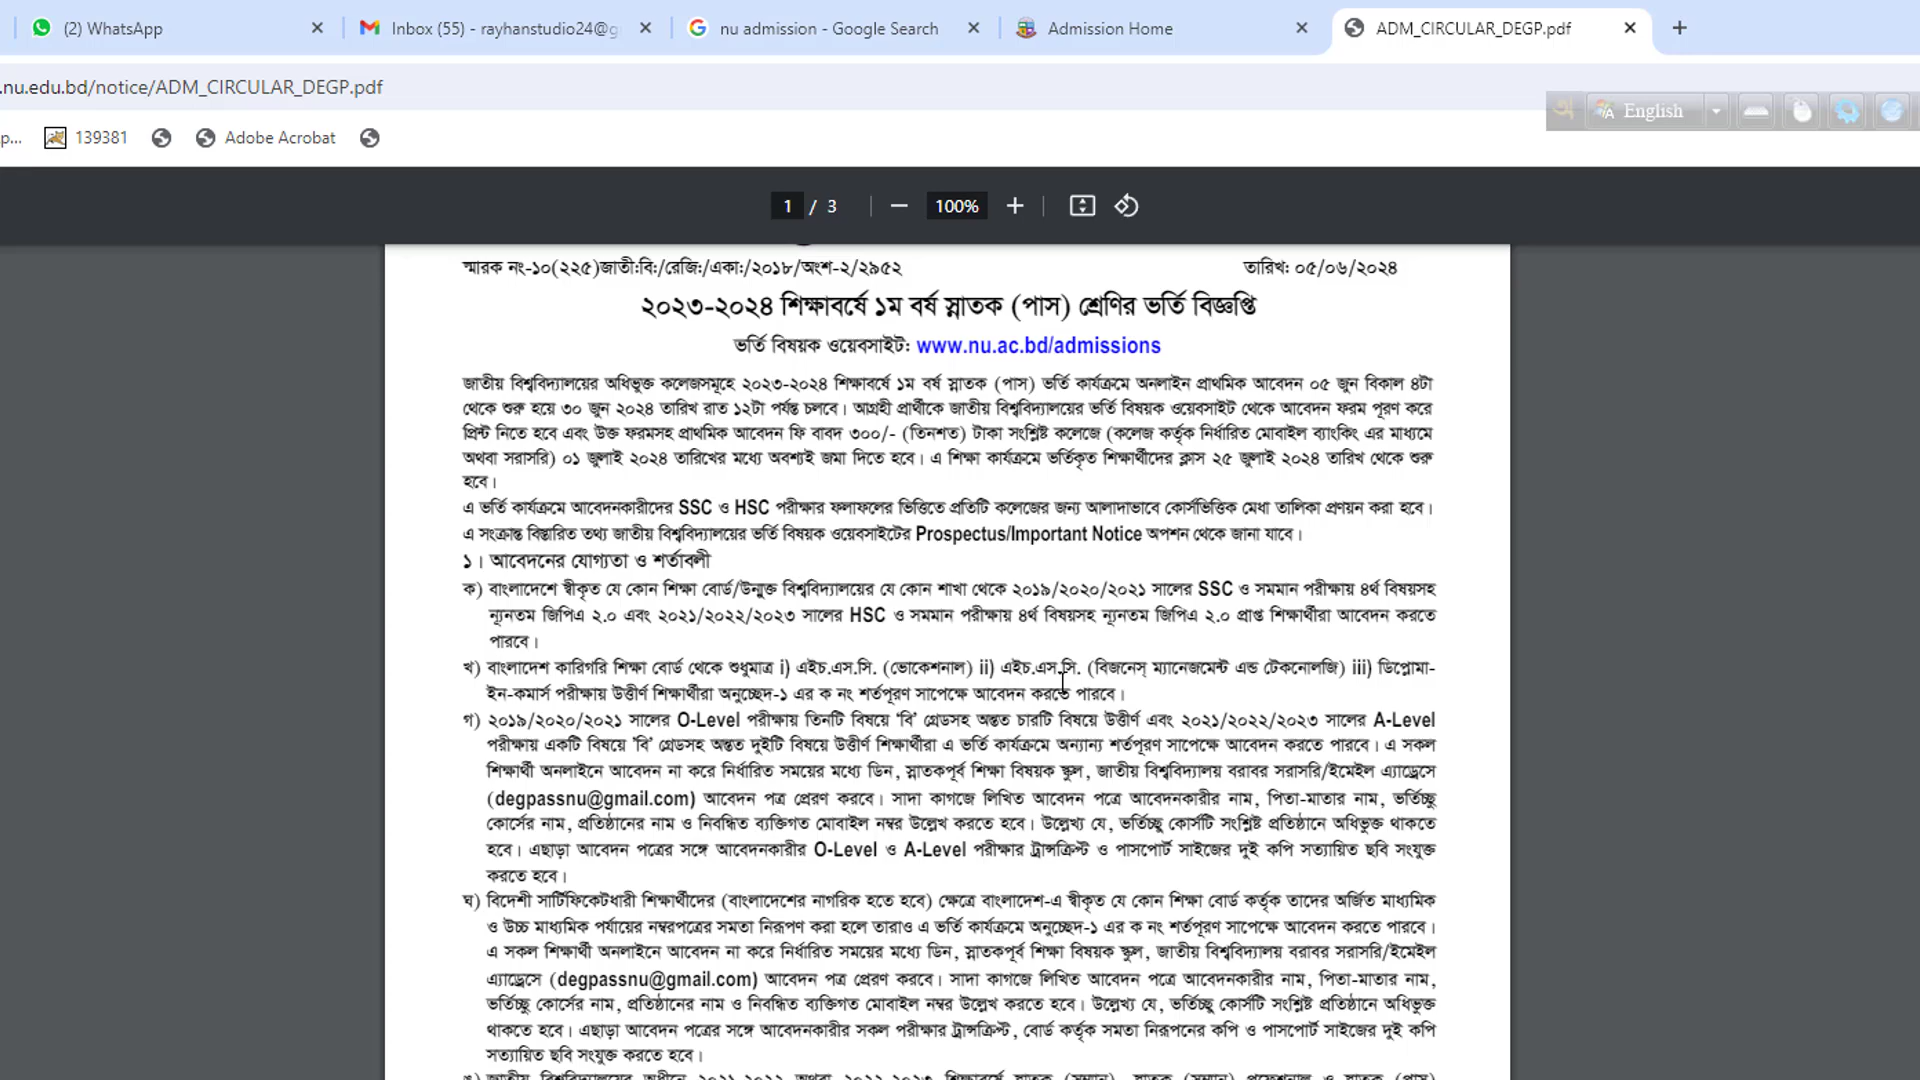 (2) WhatsApp
Inbox (55) - rayhanstudio24@g
nu admission - Google Search
Admission Home
ADM_CIRCULAR_DEGP.pdf
.nu.edu.bd/notice/ADM_CIRCULAR_DEGP.pdf
English
p...
139381
Adobe Acrobat
1 / 3
100%
স্মারক নং-১০(২২৫)জাতী:বি:/রেজি:/একা:/২০১৮/অংশ-২/২৯৫২
তারিখ: ০৫/০৬/২০২৪
২০২৩-২০২৪ শিক্ষাবর্ষে ১ম বর্ষ স্নাতক (পাস) শ্রেণির ভর্তি বিজ্ঞপ্তি
ভর্তি বিষয়ক ওয়েবসাইট: www.nu.ac.bd/admissions
জাতীয় বিশ্ববিদ্যালয়ের অধিভুক্ত কলেজসমূহে ২০২৩-২০২৪ শিক্ষাবর্ষে ১ম বর্ষ স্নাতক (পাস) ভর্তি কার্যক্রমে অনলাইন প্রাথমিক আবেদন ০৫ জুন বিকাল ৪টা
থেকে শুরু হয়ে ৩০ জুন ২০২৪ তারিখ রাত ১২টা পর্যন্ত চলবে। আগ্রহী প্রার্থীকে জাতীয় বিশ্ববিদ্যালয়ের ভর্তি বিষয়ক ওয়েবসাইট থেকে আবেদন ফরম পূরণ করে
প্রিন্ট নিতে হবে এবং উক্ত ফরমসহ প্রাথমিক আবেদন ফি বাবদ ৩০০/- (তিনশত) টাকা সংশ্লিষ্ট কলেজে (কলেজ কর্তৃক নির্ধারিত মোবাইল ব্যাংকিং এর মাধ্যমে
অথবা সরাসরি) ০১ জুলাই ২০২৪ তারিখের মধ্যে অবশ্যই জমা দিতে হবে। এ শিক্ষা কার্যক্রমে ভর্তিকৃত শিক্ষার্থীদের ক্লাস ২৫ জুলাই ২০২৪ তারিখ থেকে শুরু
হবে।
এ ভর্তি কার্যক্রমে আবেদনকারীদের SSC ও HSC পরীক্ষার ফলাফলের ভিত্তিতে প্রতিটি কলেজের জন্য আলাদাভাবে কোর্সভিত্তিক মেধা তালিকা প্রণয়ন করা হবে।
এ সংক্রান্ত বিস্তারিত তথ্য জাতীয় বিশ্ববিদ্যালয়ের ভর্তি বিষয়ক ওয়েবসাইটের Prospectus/Important Notice অপশন থেকে জানা যাবে।
১। আবেদনের যোগ্যতা ও শর্তাবলী
ক) বাংলাদেশে স্বীকৃত যে কোন শিক্ষা বোর্ড/উন্মুক্ত বিশ্ববিদ্যালয়ের যে কোন শাখা থেকে ২০১৯/২০২০/২০২১ সালের SSC ও সমমান পরীক্ষায় ৪র্থ বিষয়সহ
ন্যূনতম জিপিএ ২.০ এবং ২০২১/২০২২/২০২৩ সালের HSC ও সমমান পরীক্ষায় ৪র্থ বিষয়সহ ন্যূনতম জিপিএ ২.০ প্রাপ্ত শিক্ষার্থীরা আবেদন করতে
পারবে।
খ) বাংলাদেশ কারিগরি শিক্ষা বোর্ড থেকে শুধুমাত্র i) এইচ.এস.সি. (ভোকেশনাল) ii) এইচ.এস.সি. (বিজনেস্ ম্যানেজমেন্ট এন্ড টেকনোলজি) iii) ডিপ্লোমা-
ইন-কমার্স পরীক্ষায় উত্তীর্ণ শিক্ষার্থীরা অনুচ্ছেদ-১ এর ক নং শর্তপূরণ সাপেক্ষে আবেদন করতে পারবে।
গ) ২০১৯/২০২০/২০২১ সালের O-Level পরীক্ষায় তিনটি বিষয়ে 'বি' গ্রেডসহ অন্তত চারটি বিষয়ে উত্তীর্ণ এবং ২০২১/২০২২/২০২৩ সালের A-Level
পরীক্ষায় একটি বিষয়ে 'বি' গ্রেডসহ অন্তত দুইটি বিষয়ে উত্তীর্ণ শিক্ষার্থীরা এ ভর্তি কার্যক্রমে অন্যান্য শর্তপূরণ সাপেক্ষে আবেদন করতে পারবে। এ সকল
শিক্ষার্থী অনলাইনে আবেদন না করে নির্ধারিত সময়ের মধ্যে ডিন, স্নাতকপূর্ব শিক্ষা বিষয়ক স্কুল, জাতীয় বিশ্ববিদ্যালয় বরাবর সরাসরি/ইমেইল এ্যাড্রেসে
(degpassnu@gmail.com) আবেদন পত্র প্রেরণ করবে। সাদা কাগজে লিখিত আবেদন পত্রে আবেদনকারীর নাম, পিতা-মাতার নাম, ভর্তিচ্ছু
কোর্সের নাম, প্রতিষ্ঠানের নাম ও নিবন্ধিত ব্যক্তিগত মোবাইল নম্বর উল্লেখ করতে হবে। উল্লেখ্য যে, ভর্তিচ্ছু কোর্সটি সংশ্লিষ্ট প্রতিষ্ঠানে অধিভুক্ত থাকতে
হবে। এছাড়া আবেদন পত্রের সঙ্গে আবেদনকারীর O-Level ও A-Level পরীক্ষার ট্রান্সক্রিপ্ট ও পাসপোর্ট সাইজের দুই কপি সত্যায়িত ছবি সংযুক্ত
করতে হবে।
ঘ) বিদেশী সার্টিফিকেটধারী শিক্ষার্থীদের (বাংলাদেশের নাগরিক হতে হবে) ক্ষেত্রে বাংলাদেশ-এ স্বীকৃত যে কোন শিক্ষা বোর্ড কর্তৃক তাদের অর্জিত মাধ্যমিক
ও উচ্চ মাধ্যমিক পর্যায়ের নম্বরপত্রের সমতা নিরূপণ করা হলে তারাও এ ভর্তি কার্যক্রমে অনুচ্ছেদ-১ এর ক নং শর্তপূরণ সাপেক্ষে আবেদন করতে পারবে।
এ সকল শিক্ষার্থী অনলাইনে আবেদন না করে নির্ধারিত সময়ের মধ্যে ডিন, স্নাতকপূর্ব শিক্ষা বিষয়ক স্কুল, জাতীয় বিশ্ববিদ্যালয় বরাবর সরাসরি/ইমেইল
এ্যাড্রেসে (degpassnu@gmail.com) আবেদন পত্র প্রেরণ করবে। সাদা কাগজে লিখিত আবেদন পত্রে আবেদনকারীর নাম, পিতা-মাতার নাম,
ভর্তিচ্ছু কোর্সের নাম, প্রতিষ্ঠানের নাম ও নিবন্ধিত ব্যক্তিগত মোবাইল নম্বর উল্লেখ করতে হবে। উল্লেখ্য যে, ভর্তিচ্ছু কোর্সটি সংশ্লিষ্ট প্রতিষ্ঠানে অধিভুক্ত
থাকতে হবে। এছাড়া আবেদন পত্রের সঙ্গে আবেদনকারীর সকল পরীক্ষার ট্রান্সক্রিপ্ট, বোর্ড কর্তৃক সমতা নিরূপনের কপি ও পাসপোর্ট সাইজের দুই কপি
সত্যায়িত ছবি সংযুক্ত করতে হবে।